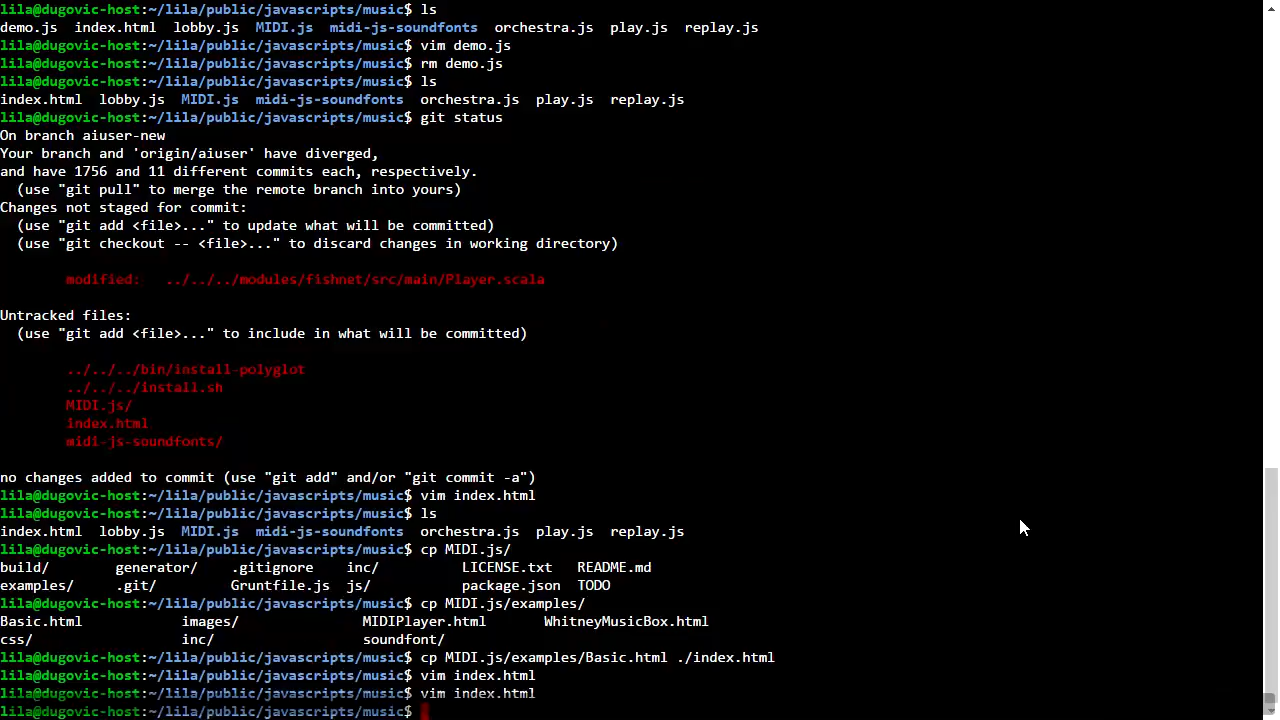 lila@dugovic-host:~/lila/public/javascripts/music$ ls
demo.js index.html lobby.js MIDI.js midi-js-soundfonts orchestra.js play.js replay.js
lila@dugovic-host:~/lila/public/javascripts/music$ vim demo.js
lila@dugovic-host:~/lila/public/javascripts/music$ rm demo.js
lila@dugovic-host:~/lila/public/javascripts/music$ ls
index.html lobby.js MIDI.js midi-js-soundfonts orchestra.js play.js replay.js
lila@dugovic-host:~/lila/public/javascripts/music$ git status
On branch aiuser-new
Your branch and 'origin/aiuser' have diverged,
and have 1756 and 11 different commits each, respectively.
(use "git pull" to merge the remote branch into yours)
Changes not staged for commit:
(use "git add <file>..." to update what will be committed)
(use "git checkout -- <file>..." to discard changes in working directory)
modified: ../../../modules/fishnet/src/main/Player.scala
Untracked files:
(use "git add <file>..." to include in what will be committed)
../../../bin/install-polyglot
../../../install.sh
MIDI.js/
index.html
midi-js-soundfonts/
no changes added to commit (use "git add" and/or "git commit -a")
lila@dugovic-host:~/lila/public/javascripts/music$ vim index.html
lila@dugovic-host:~/lila/public/javascripts/music$ ls
index.html lobby.js MIDI.js midi-js-soundfonts orchestra.js play.js replay.js
lila@dugovic-host:~/lila/public/javascripts/music$ cp MIDI.js/
build/ generator/ .gitignore inc/ LICENSE.txt README.md
examples/ .git/ Gruntfile.js js/ package.json TODO
lila@dugovic-host:~/lila/public/javascripts/music$ cp MIDI.js/examples/
Basic.html images/ MIDIPlayer.html WhitneyMusicBox.html
css/ inc/ soundfont/
lila@dugovic-host:~/lila/public/javascripts/music$ cp MIDI.js/examples/Basic.html ./index.html
lila@dugovic-host:~/lila/public/javascripts/music$ vim index.html
lila@dugovic-host:~/lila/public/javascripts/music$ vim index.html
lila@dugovic-host:~/lila/public/javascripts/music$